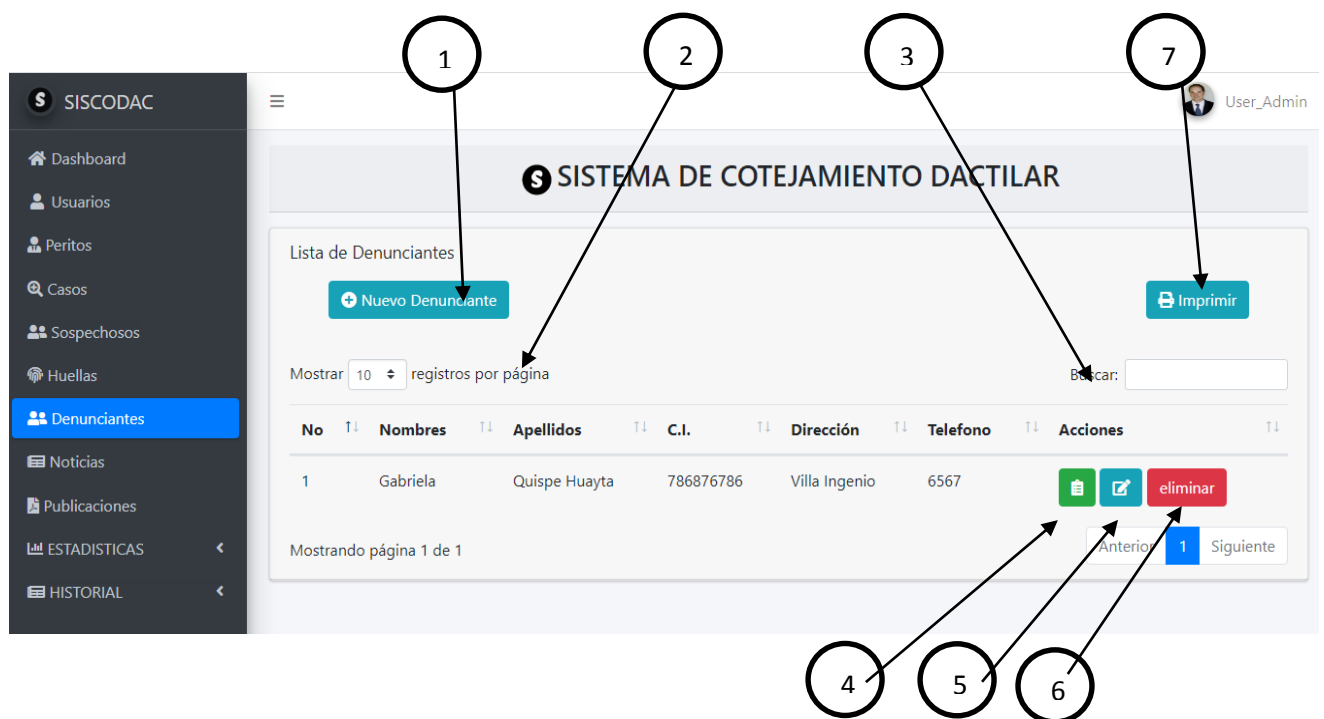 1 2 3 7
SISCODAC
User_Admin
Dashboard
Usuarios
Peritos
Casos
Sospechosos
Huellas
Denunciantes
Noticias
Publicaciones
ESTADISTICAS
HISTORIAL
S SISTEMA DE COTEJAMIENTO DACTILAR
Lista de Denunciantes
Nuevo Denunciante Imprimir
Mostrar 10 registros por página Buscar:
No Nombres Apellidos C.I. Dirección Telefono Acciones
1 Gabriela Quispe Huayta 786876786 Villa Ingenio 6567 eliminar
Mostrando página 1 de 1 Anterior 1 Siguiente
4 5 6